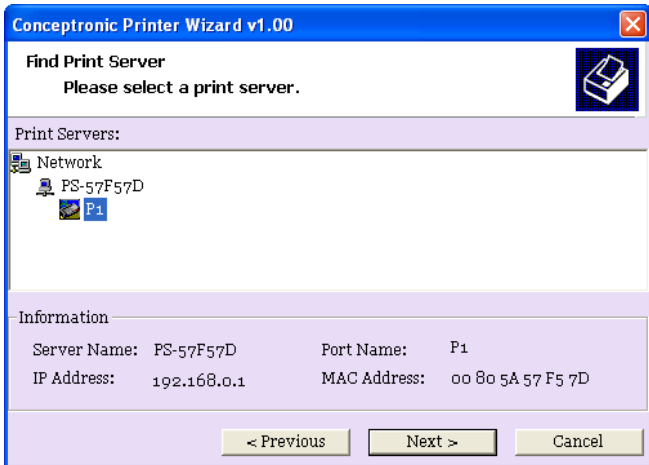 Conceptronic Printer Wizard v1.00
Find Print Server
Please select a print server.
Print Servers:
Network
PS-57F57D
P1
Information
Server Name: PS-57F57D Port Name: P1
IP Address: 192.168.0.1 MAC Address: 00 80 5A 57 F5 7D
< Previous Next > Cancel